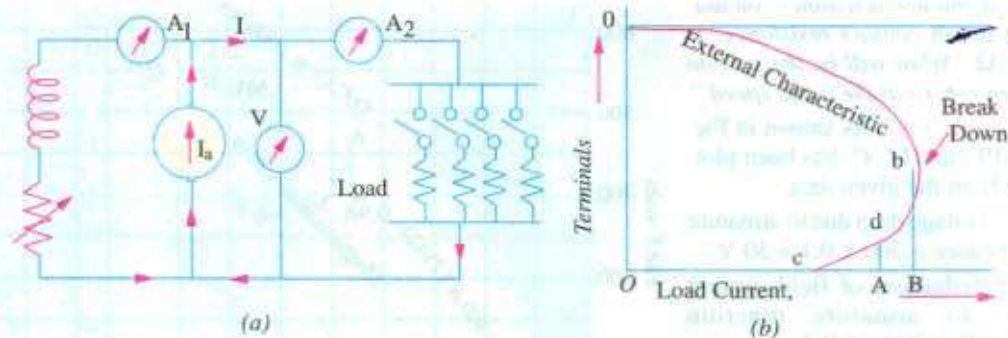 A1 I A2
Ia
V
Load
(a)
0
External Characteristic
Break
Down
Terminals
b
d
c
O A B
Load Current,
(b)